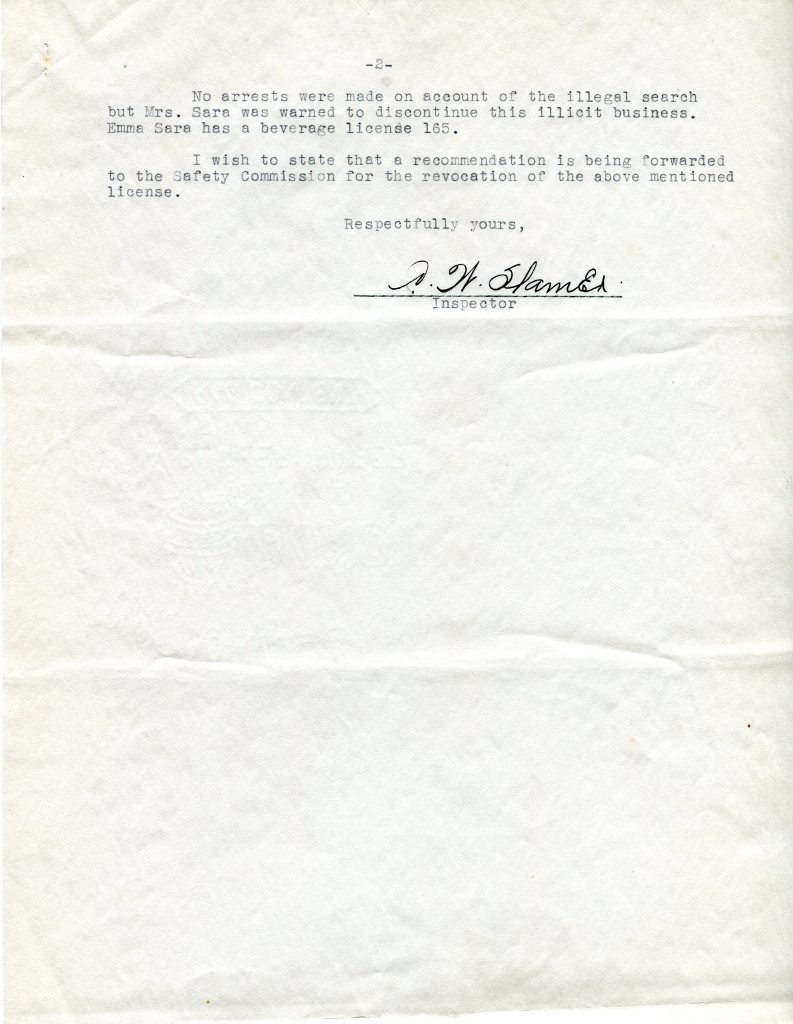 -2-
No arrests were made on account of the illegal search
but Mrs. Sara was warned to discontinue this illicit business.
Emma Sara has a beverage license 165.
I wish to state that a recommendation is being forwarded
to the Safety Commission for the revocation of the above mentioned
license.
Respectfully yours,
W.
Inspector